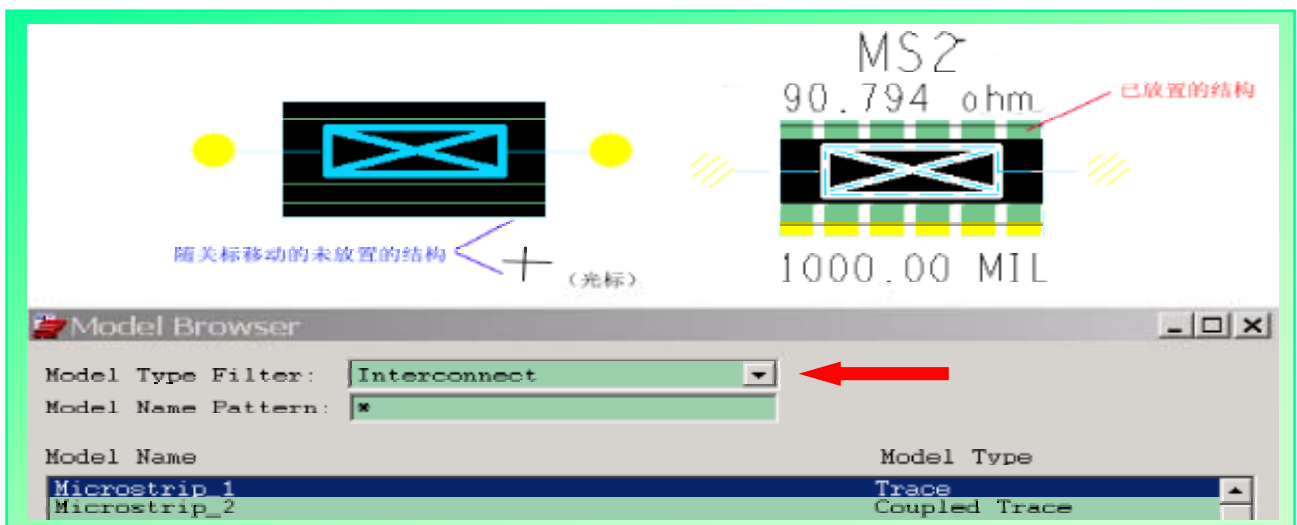 MS2
90.794 ohm
已放置的结构
随关标移动的未放置的结构
(光标)
1000.00 MIL
Model Browser
Model Type Filter: Interconnect
Model Name Pattern: *
Model Name Model Type
Microstrip_1 Trace
Microstrip_2 Coupled Trace